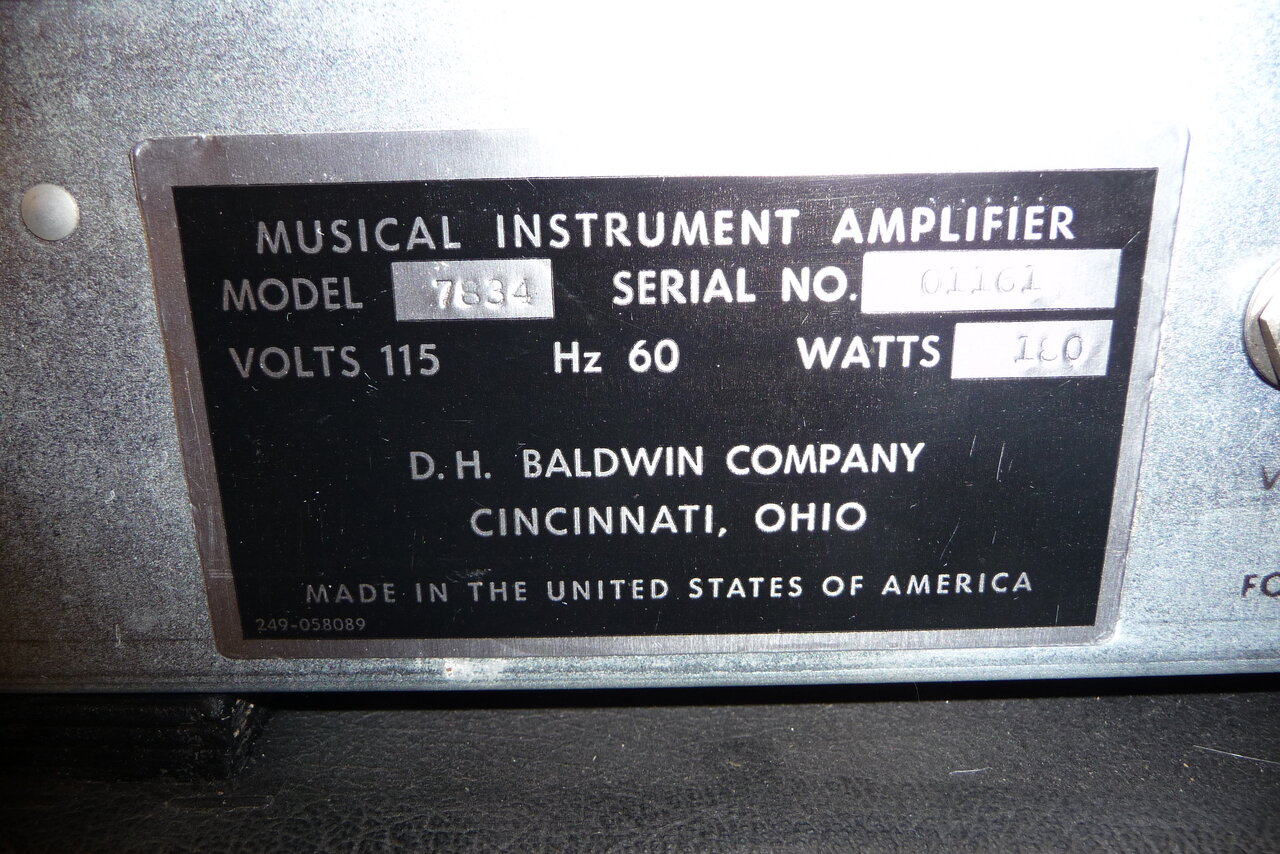 MUSICAL INSTRUMENT AMPLIFIER
MODEL 7834 SERIAL NO. 01161
VOLTS 115 Hz 60 WATTS
D.H. BALDWIN COMPANY
CINCINNATI, OHIO
MADE IN THE UNITED STATES OF AMERICA
249-058089